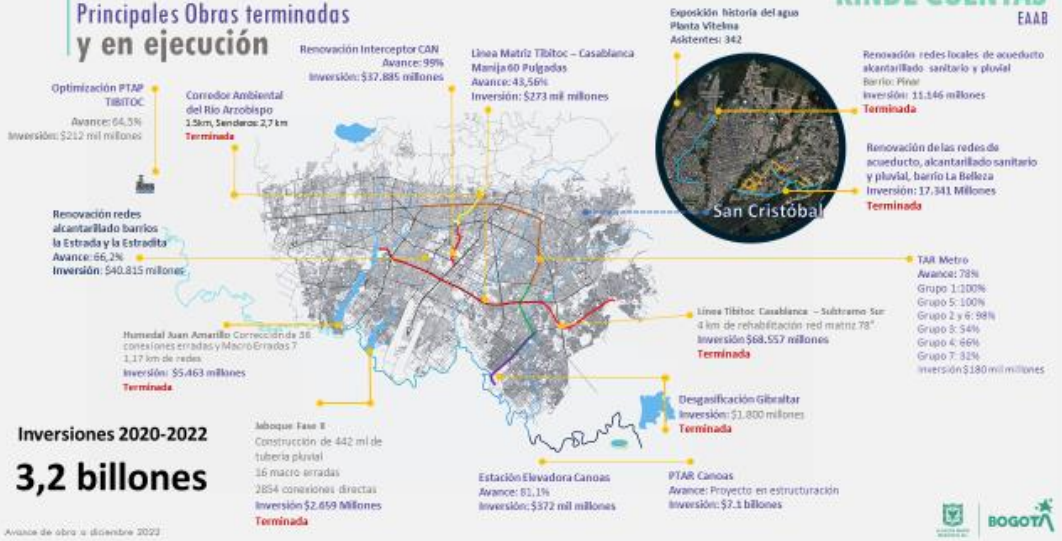 Principales Obras terminadas
y en ejecución
RINDE CUENTAS
EAAB
Exposición historia del agua
Planta Vitelma
Asistentes: 342
Renovación Interceptor CAN
Avance: 99%
Inversión: $37.885 millones
Línea Matriz Tibitoc – Casablanca
Manija 60 Pulgadas
Avance: 43,56%
Inversión: $273 mil millones
Renovación redes locales de acueducto
alcantarillado sanitario y pluvial
Barrio: Pinar
Inversión: 11.146 millones
Terminada
Optimización PTAP
TIBITOC
Avance: 64,5%
Inversión: $212 mil millones
Corredor Ambiental
del Río Arzobispo
1.5km, Senderos: 2,7 km
Terminada
Renovación de las redes de
acueducto, alcantarillado sanitario
y pluvial, barrio La Belleza
Inversión: 17.341 Millones
Terminada
San Cristóbal
Renovación redes
alcantarillado barrios
la Estrada y la Estradita
Avance: 66,2%
Inversión: $40.815 millones
TAR Metro
Avance: 78%
Grupo 1:100%
Grupo 5: 100%
Grupo 2 y 6: 98%
Grupo 3: 54%
Grupo 4: 66%
Grupo 7: 32%
Inversión $180 mil millones
Línea Tibitoc Casablanca – Subtramo Sur
4 km de rehabilitación red matriz 78"
Inversión $68.557 millones
Terminada
Humedal Juan Amarillo Corrección de 38
conexiones erradas y Macro Erradas 7
1,17 km de redes
Inversión: $5.463 millones
Terminada
Desgasificación Gibraltar
Inversión: $1.800 millones
Terminada
Inversiones 2020-2022
3,2 billones
Jaboque Fase II
Construcción de 442 ml de
tubería pluvial
16 macro erradas
2854 conexiones directas
Inversión $2.659 Millones
Terminada
Estación Elevadora Canoas
Avance: 81,1%
Inversión: $372 mil millones
PTAR Canoas
Avance: Proyecto en estructuración
Inversión: $7.1 billones
Avance de obra a diciembre 2022
BOGOTÁ